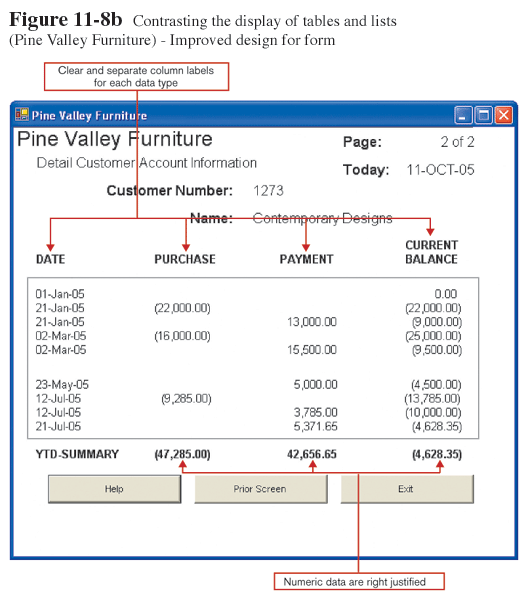 Figure 11-8b Contrasting the display of tables and lists
(Pine Valley Furniture) - Improved design for form
Clear and separate column labels
for each data type
Pine Valley Furniture
Pine Valley Furniture
Page: 2 of 2
Detail Customer Account Information
Today: 11-OCT-05
Customer Number: 1273
Name: Contemporary Designs
DATE PURCHASE PAYMENT CURRENT
BALANCE
01-Jan-05 0.00
21-Jan-05 (22,000.00) (22,000.00)
21-Jan-05 13,000.00 (9,000.00)
02-Mar-05 (16,000.00) (25,000.00)
02-Mar-05 15,500.00 (9,500.00)
23-May-05 5,000.00 (4,500.00)
12-Jul-05 (9,285.00) (13,785.00)
12-Jul-05 3,785.00 (10,000.00)
21-Jul-05 5,371.65 (4,628.35)
YTD-SUMMARY (47,285.00) 42,656.65 (4,628.35)
Help Prior Screen Exit
Numeric data are right justified